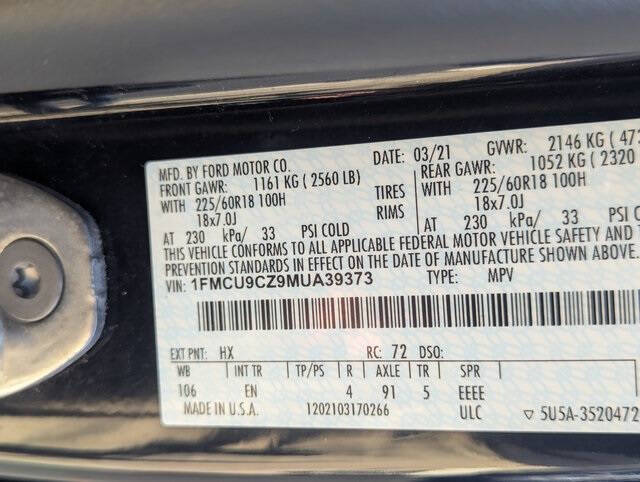 MFD. BY FORD MOTOR CO. DATE: 03/21 GVWR: 2146 KG ( 473
FRONT GAWR: 1161 KG ( 2560 LB) REAR GAWR: 1052 KG ( 2320
WITH 225/60R18 100H TIRES WITH 225/60R18 100H
18x7.0J RIMS 18x7.0J
AT 230 kPa/ 33 PSI COLD AT 230 kPa/ 33 PSI COLD
THIS VEHICLE CONFORMS TO ALL APPLICABLE FEDERAL MOTOR VEHICLE SAFETY AND T
PREVENTION STANDARDS IN EFFECT ON THE DATE OF MANUFACTURE SHOWN ABOVE.
VIN: 1FMCU9CZ9MUA39373 TYPE: MPV
EXT PNT: HX RC: 72 DSO:
WB INT TR TP/PS R AXLE TR SPR
106 EN 4 91 5 EEEE
MADE IN U.S.A. 1202103170266 ULC ▽ 5U5A-3520472